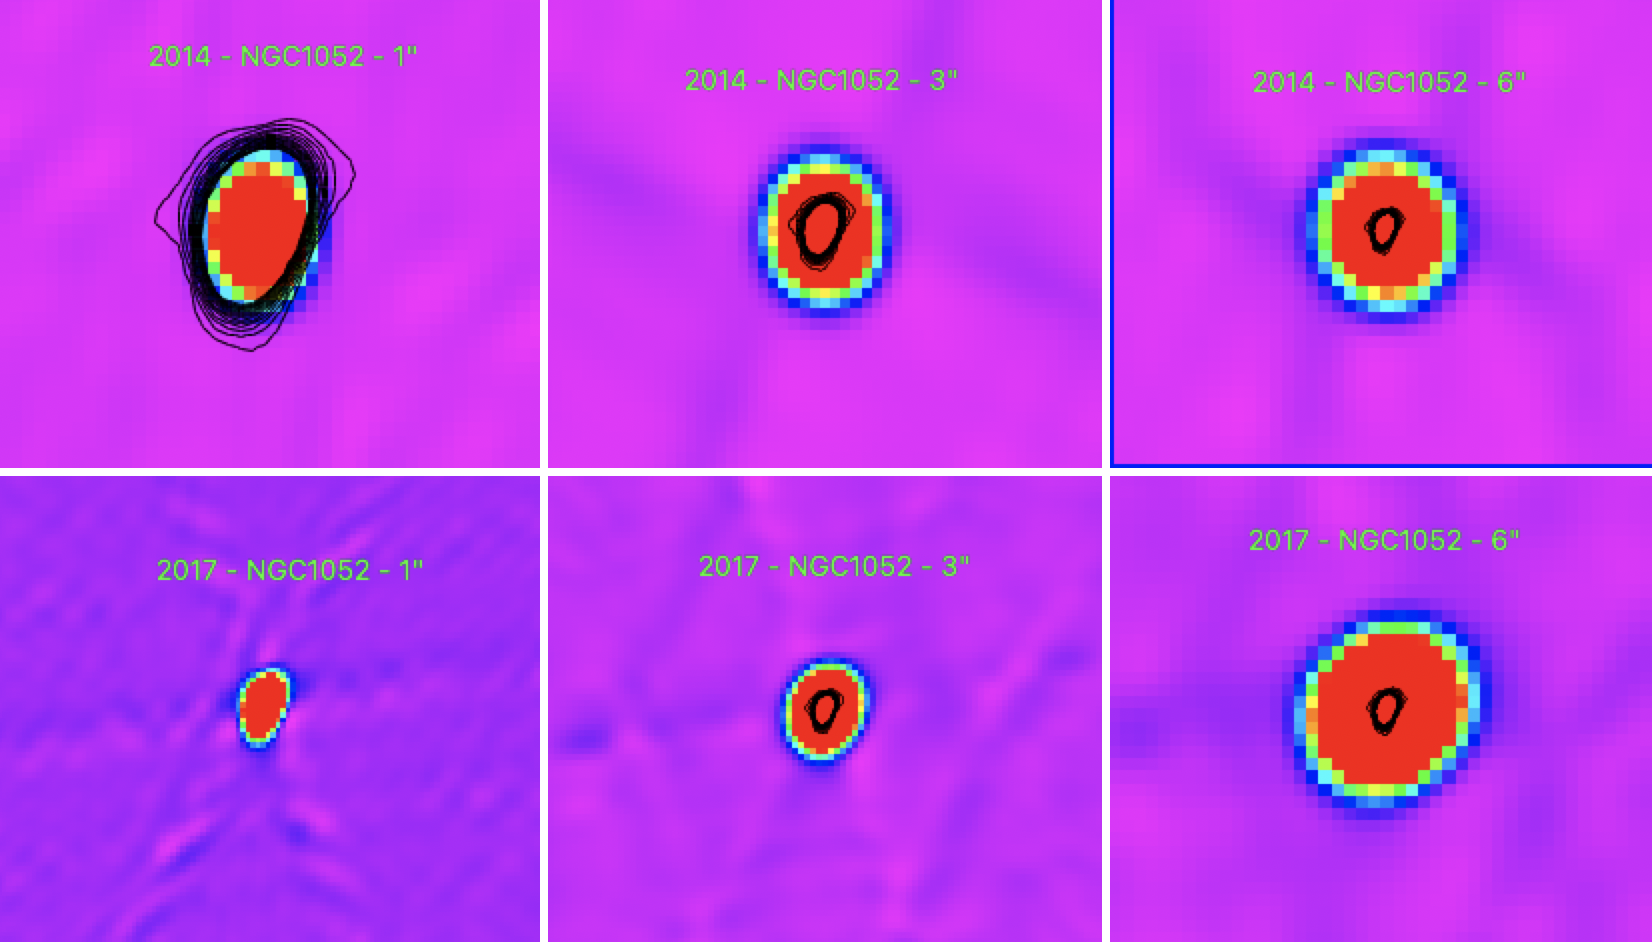 2014 - NGC1052 - 1"
2014 - NGC1052 - 3"
2014 - NGC1052 - 6"
2017 - NGC1052 - 1"
2017 - NGC1052 - 3"
2017 - NGC1052 - 6"